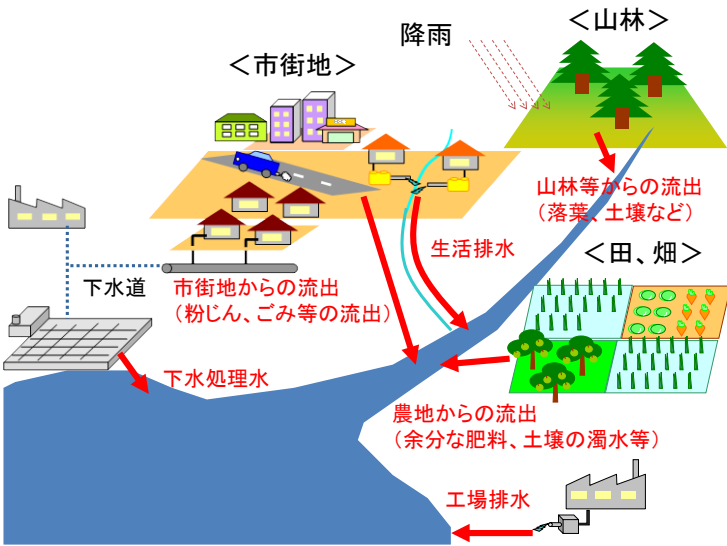 ＜山林＞
降雨
＜市街地＞
山林等からの流出
（落葉、土壌など）
生活排水
＜田、畑＞
下水道
市街地からの流出
（粉じん、ごみ等の流出）
下水処理水
農地からの流出
（余分な肥料、土壌の濁水等）
工場排水